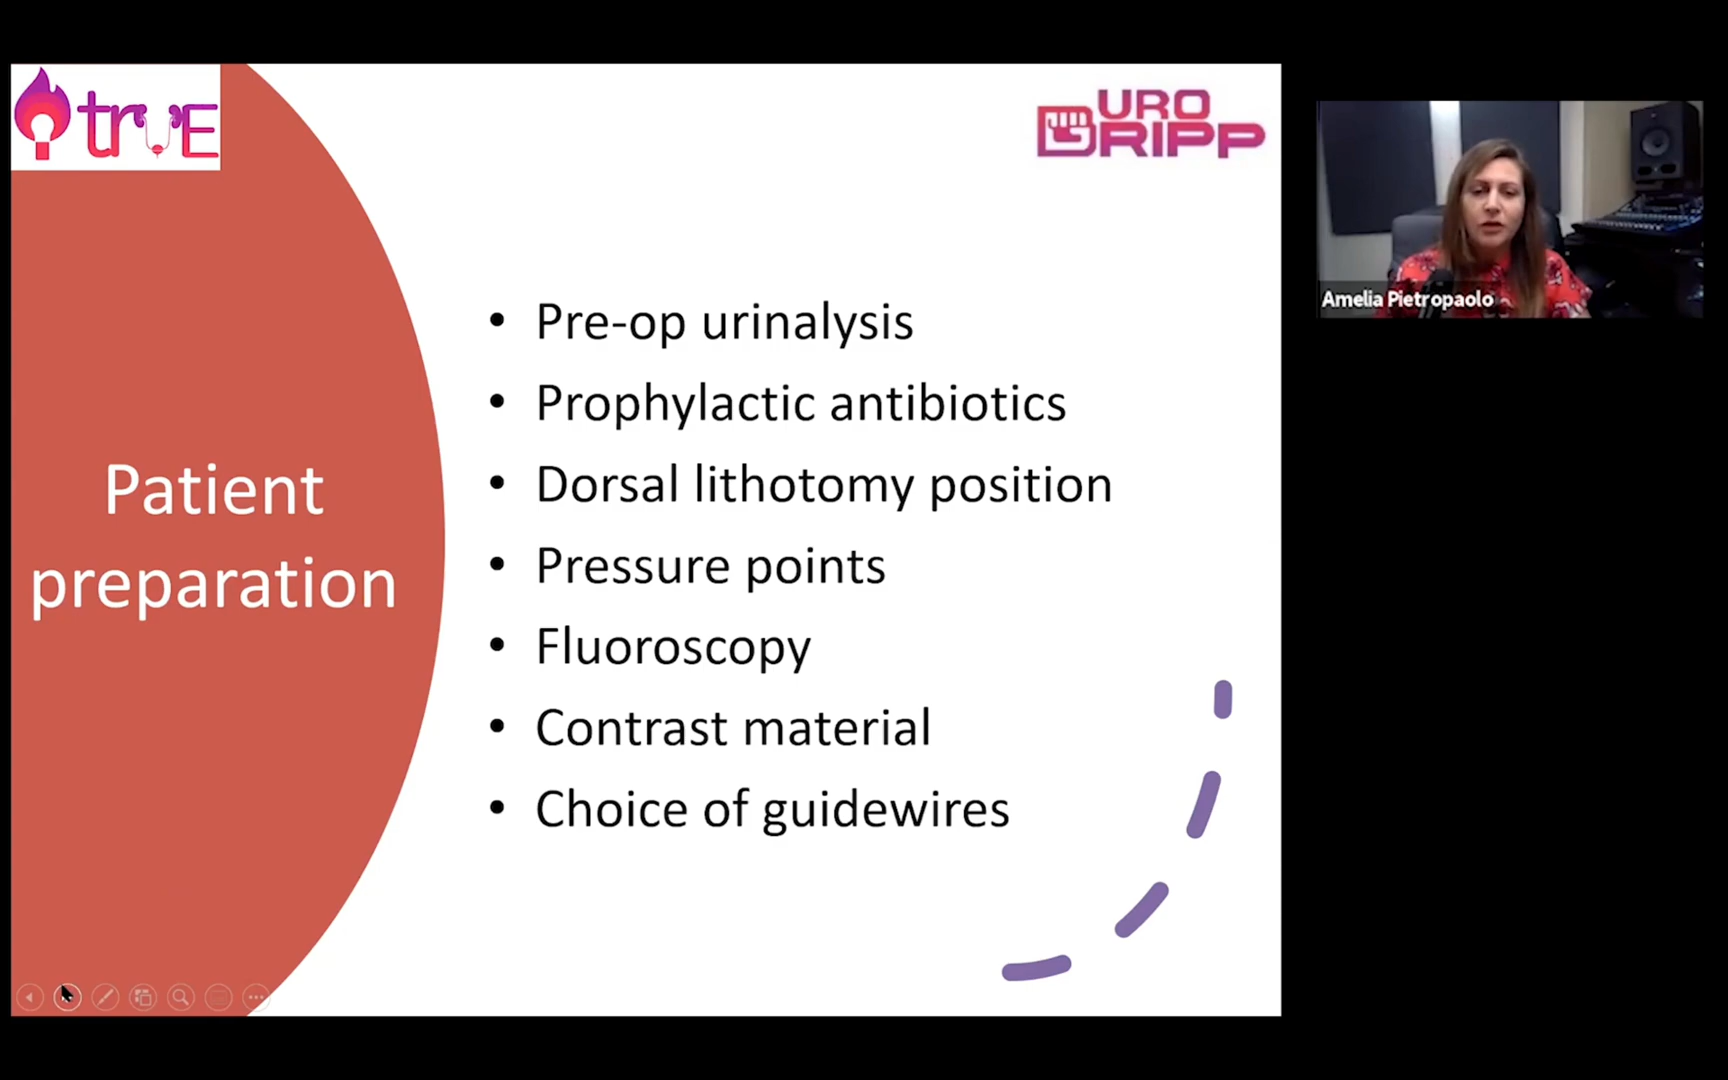 truE
URO
GRIPP
Patient
preparation
• Pre-op urinalysis
• Prophylactic antibiotics
• Dorsal lithotomy position
• Pressure points
• Fluoroscopy
• Contrast material
• Choice of guidewires
Amelia Pietropaolo